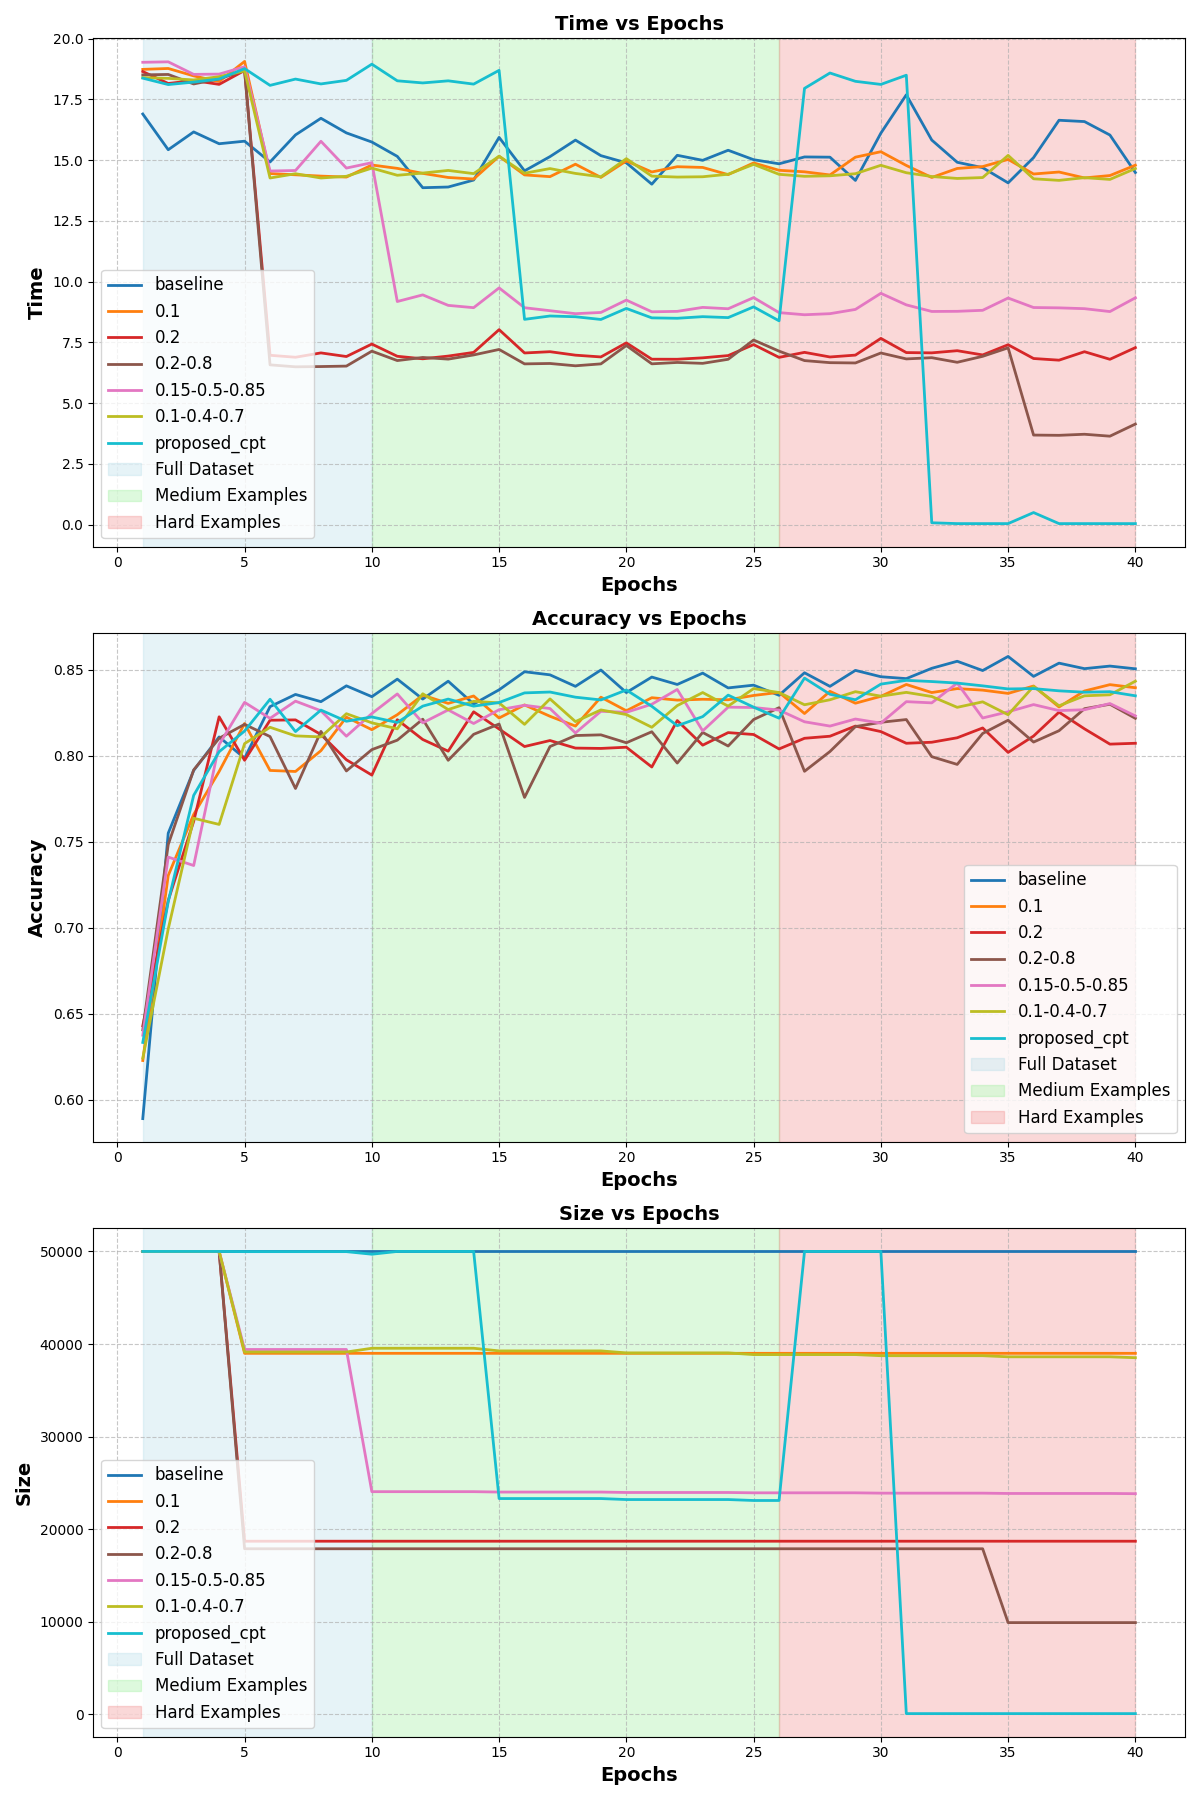 Time vs Epochs
20.0
17.5
15.0
12.5
10.0
7.5
5.0
2.5
0.0
Time
baseline
0.1
0.2
0.2-0.8
0.15-0.5-0.85
0.1-0.4-0.7
proposed_cpt
Full Dataset
Medium Examples
Hard Examples
0 5 10 15 20 25 30 35 40
Epochs
Accuracy vs Epochs
0.85
0.80
0.75
0.70
0.65
0.60
Accuracy
baseline
0.1
0.2
0.2-0.8
0.15-0.5-0.85
0.1-0.4-0.7
proposed_cpt
Full Dataset
Medium Examples
Hard Examples
0 5 10 15 20 25 30 35 40
Epochs
Size vs Epochs
50000
40000
30000
20000
10000
0
Size
baseline
0.1
0.2
0.2-0.8
0.15-0.5-0.85
0.1-0.4-0.7
proposed_cpt
Full Dataset
Medium Examples
Hard Examples
0 5 10 15 20 25 30 35 40
Epochs